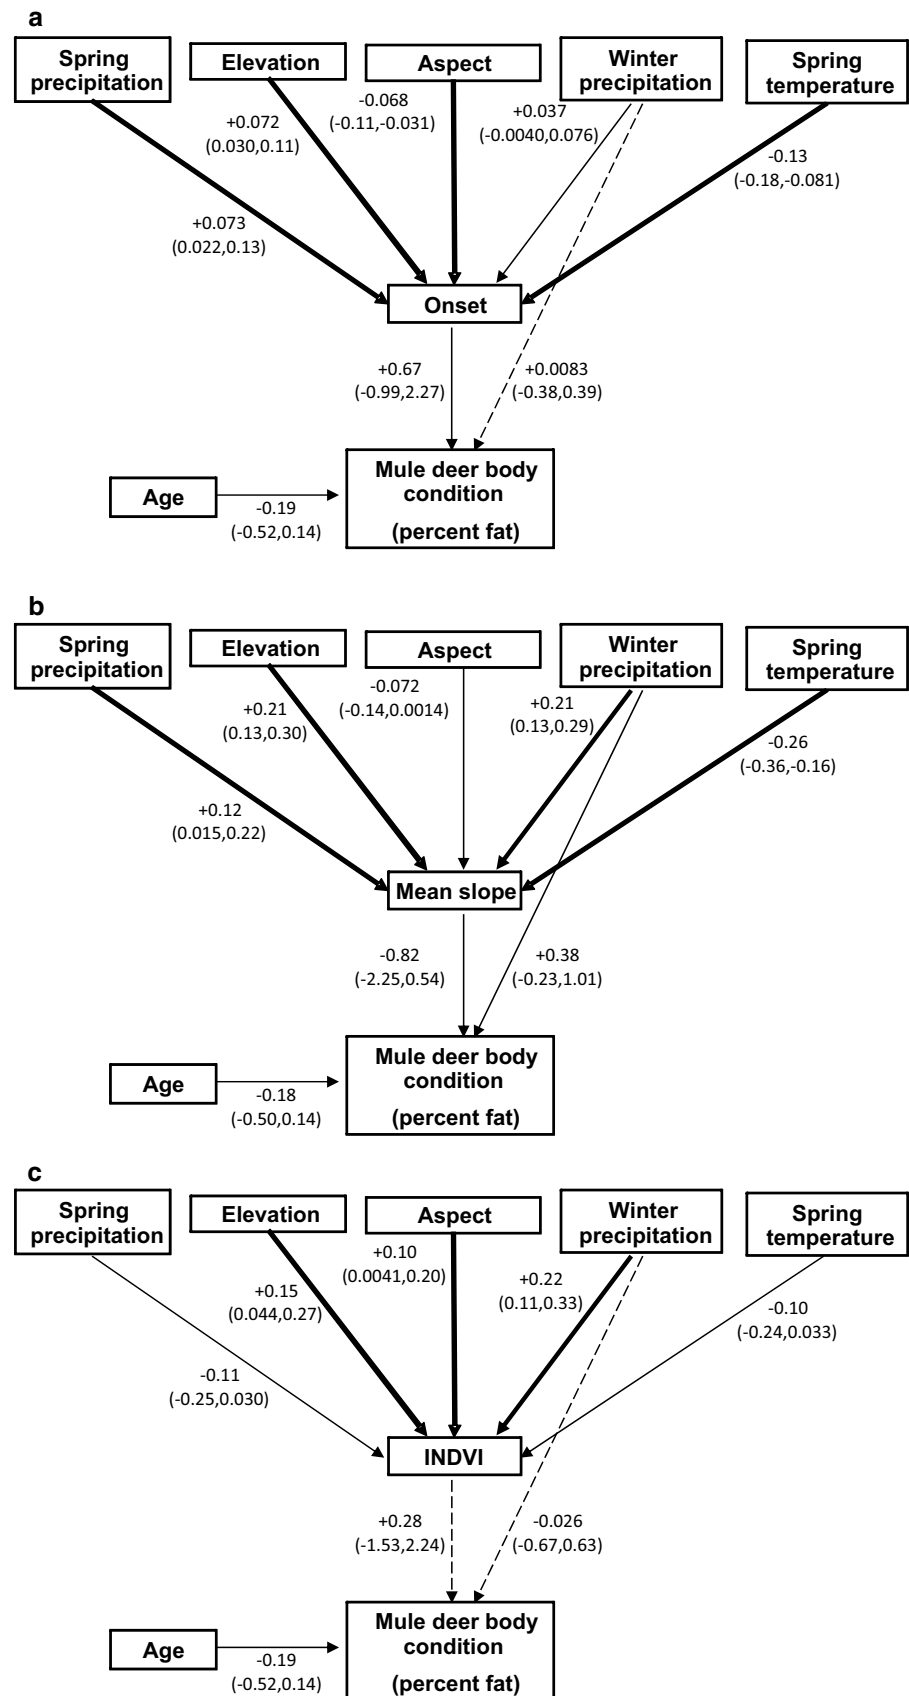 a
Spring
precipitation
Elevation
Aspect
Winter
precipitation
Spring
temperature
+0.072
(0.030,0.11)
-0.068
(-0.11,-0.031)
+0.037
(-0.0040,0.076)
-0.13
(-0.18,-0.081)
+0.073
(0.022,0.13)
Onset
+0.67
(-0.99,2.27)
+0.0083
(-0.38,0.39)
Age
-0.19
(-0.52,0.14)
Mule deer body
condition
(percent fat)
b
Spring
precipitation
Elevation
Aspect
Winter
precipitation
Spring
temperature
+0.21
(0.13,0.30)
-0.072
(-0.14,0.0014)
+0.21
(0.13,0.29)
-0.26
(-0.36,-0.16)
+0.12
(0.015,0.22)
Mean slope
-0.82
(-2.25,0.54)
+0.38
(-0.23,1.01)
Age
-0.18
(-0.50,0.14)
Mule deer body
condition
(percent fat)
c
Spring
precipitation
Elevation
Aspect
Winter
precipitation
Spring
temperature
+0.15
(0.044,0.27)
+0.10
(0.0041,0.20)
+0.22
(0.11,0.33)
-0.10
(-0.24,0.033)
-0.11
(-0.25,0.030)
INDVI
+0.28
(-1.53,2.24)
-0.026
(-0.67,0.63)
Age
-0.19
(-0.52,0.14)
Mule deer body
condition
(percent fat)